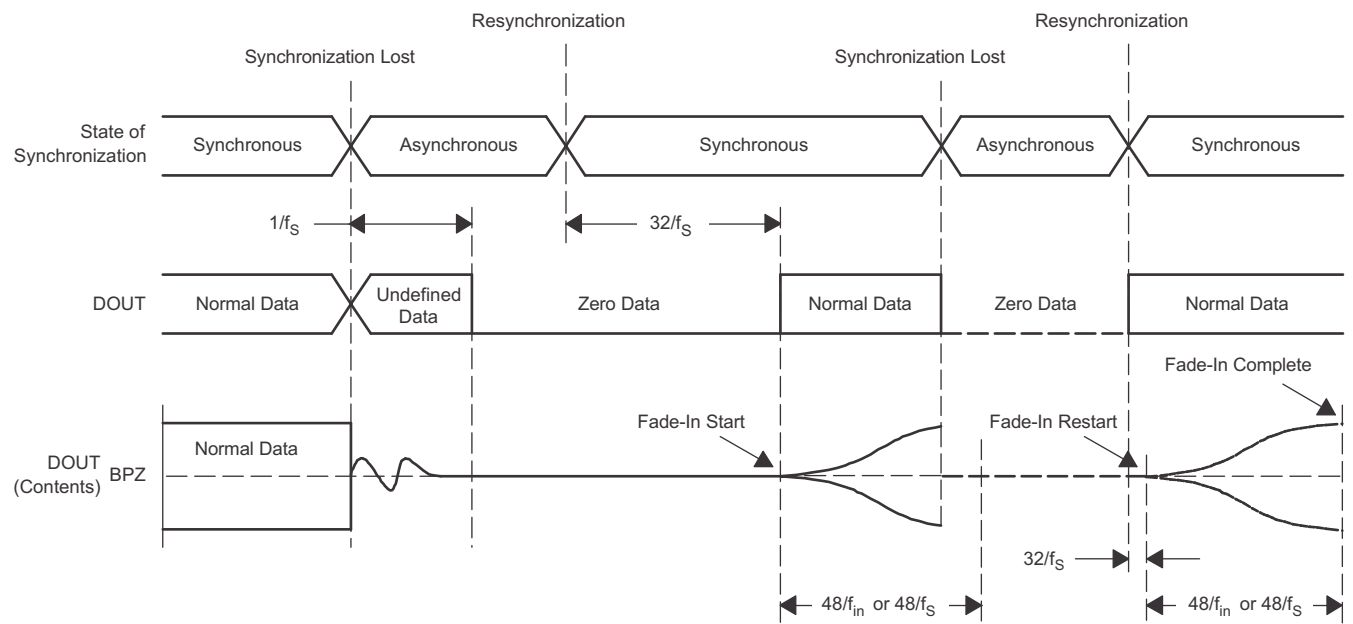 Resynchronization
Resynchronization
Synchronization Lost
Synchronization Lost
State of
Synchronization
Synchronous
Asynchronous
Synchronous
Asynchronous
Synchronous
1/fS
32/fS
DOUT
Normal Data
Undefined
Data
Zero Data
Normal Data
Zero Data
Normal Data
Fade-In Complete
Fade-In Start
Fade-In Restart
Normal Data
DOUT
(Contents)
BPZ
32/fS
48/fin or 48/fS
48/fin or 48/fS